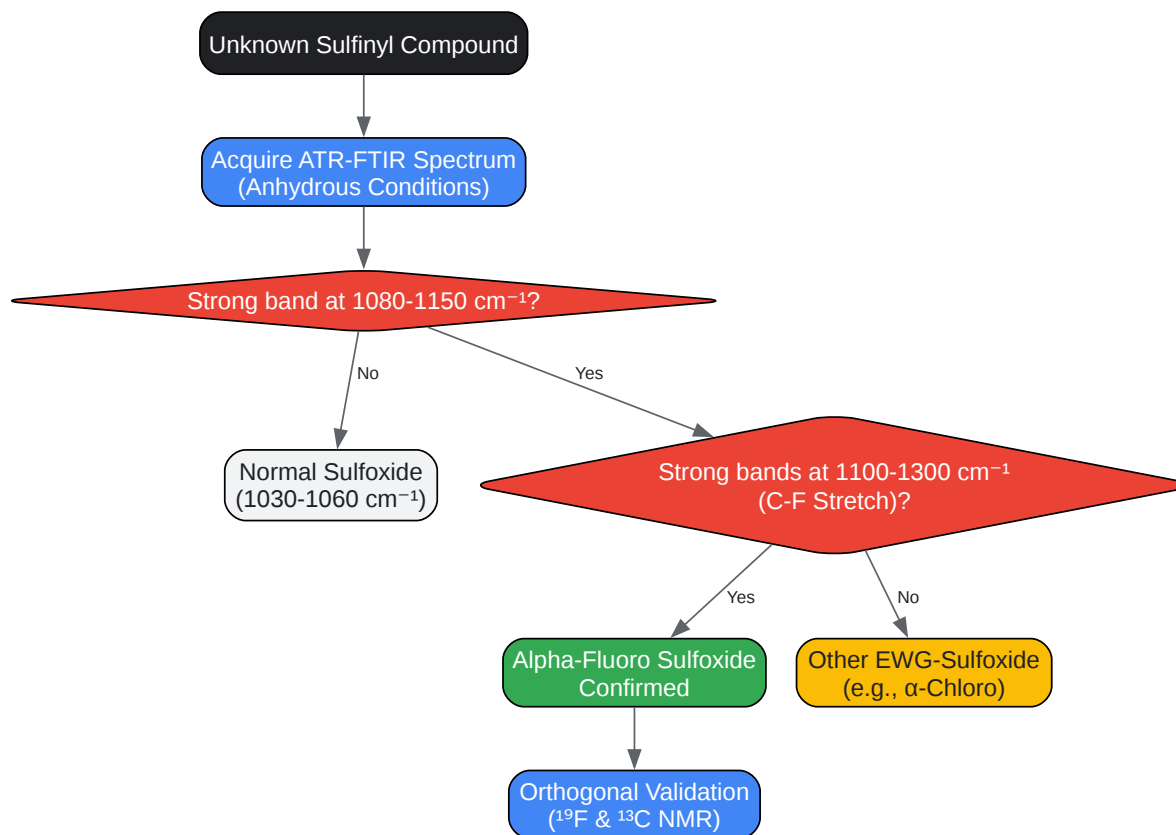 Unknown Sulfinyl Compound
Acquire ATR-FTIR Spectrum
(Anhydrous Conditions)
Strong band at 1080-1150 cm⁻¹?
No
Yes
Normal Sulfoxide
(1030-1060 cm⁻¹)
Strong bands at 1100-1300 cm⁻¹
(C-F Stretch)?
Yes
No
Alpha-Fluoro Sulfoxide
Confirmed
Other EWG-Sulfoxide
(e.g., α-Chloro)
Orthogonal Validation
(¹⁹F & ¹³C NMR)